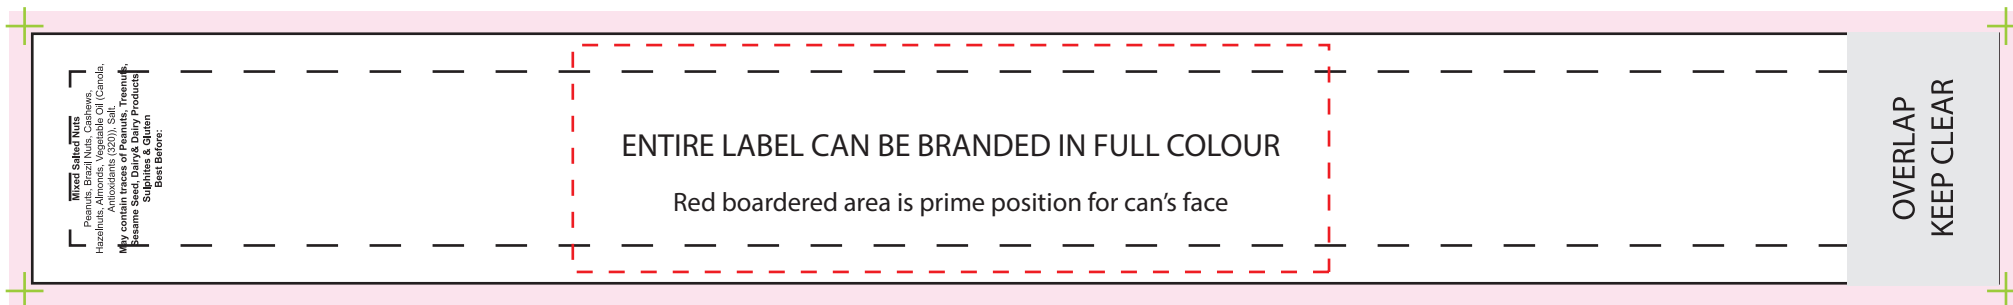 Mixed Salted Nuts
Peanuts, Brazil Nuts, Cashews,
Hazelnuts, Almonds, Vegetable Oil (Canola,
Antioxidants (320)), Salt.
May contain traces of Peanuts, Treenuts,
Sesame Seed, Dairy& Dairy Products
Sulphites & Gluten
Best Before:
ENTIRE LABEL CAN BE BRANDED IN FULL COLOUR
Red boardered area is prime position for can's face
OVERLAP
KEEP CLEAR